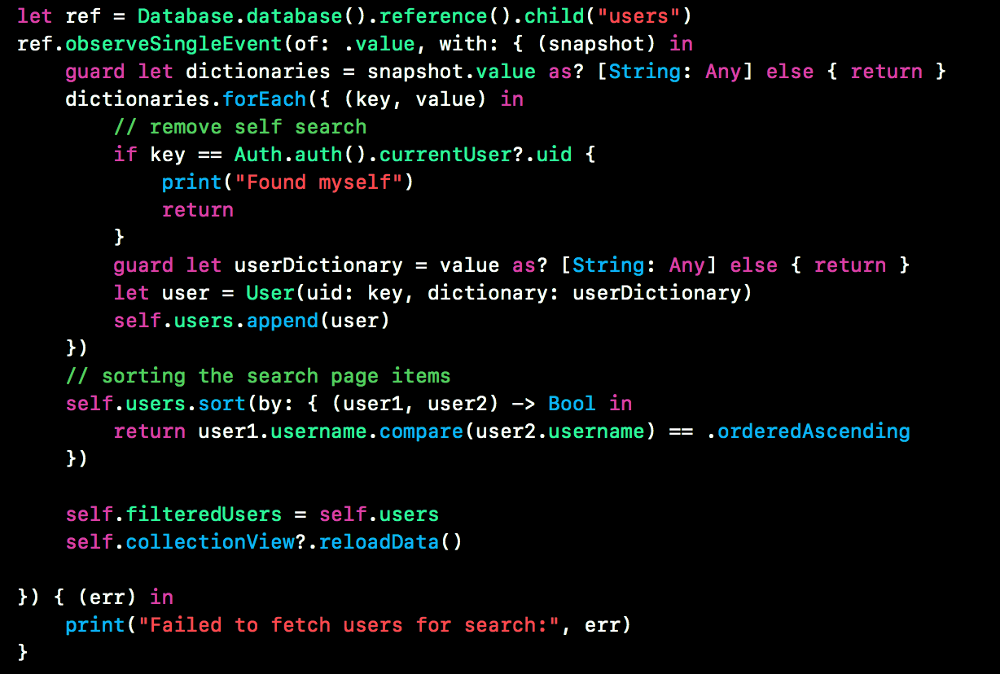 let ref = Database.database().reference().child("users")
ref.observeSingleEvent(of: .value, with: { (snapshot) in
    guard let dictionaries = snapshot.value as? [String: Any] else { return }
    dictionaries.forEach({ (key, value) in
        // remove self search
        if key == Auth.auth().currentUser?.uid {
            print("Found myself")
            return
        }
        guard let userDictionary = value as? [String: Any] else { return }
        let user = User(uid: key, dictionary: userDictionary)
        self.users.append(user)
    })
    // sorting the search page items
    self.users.sort(by: { (user1, user2) -> Bool in
        return user1.username.compare(user2.username) == .orderedAscending
    })
    self.filteredUsers = self.users
    self.collectionView?.reloadData()
}) { (err) in
    print("Failed to fetch users for search:", err)
}